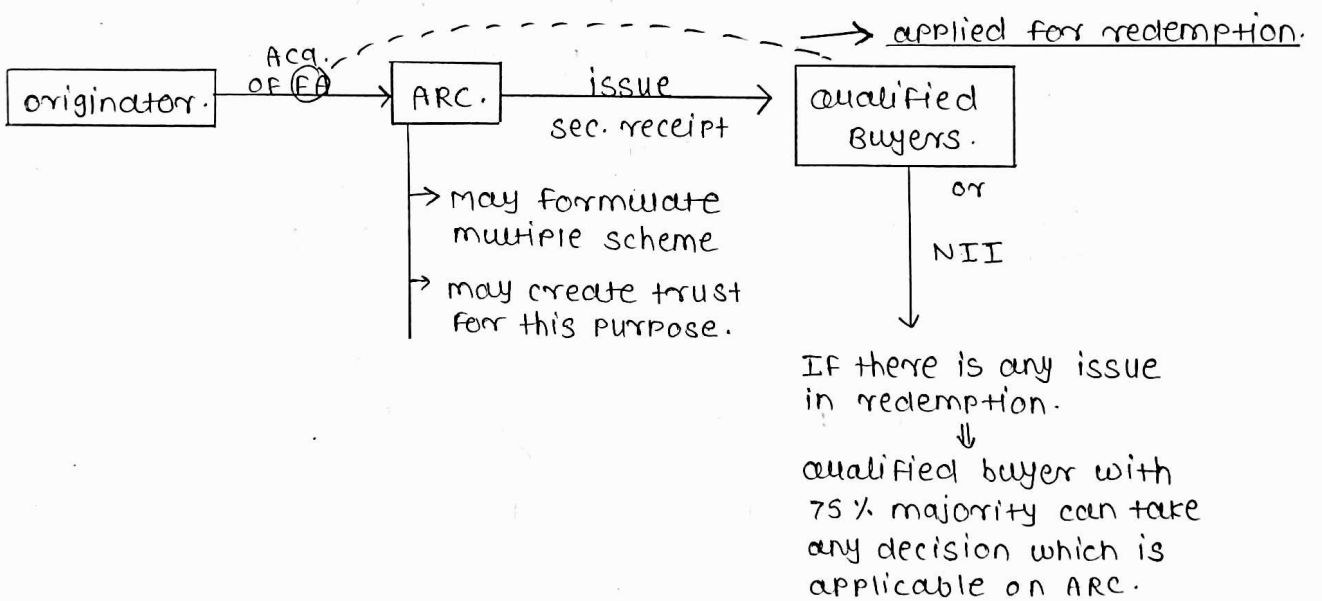 applied for redemption.
Acq.
OF FA
originator.
ARC.
issue
sec. receipt
Qualified
Buyers.
or
NII
may formulate
multiple scheme
may create trust
for this purpose.
If there is any issue
in redemption.
Qualified buyer with
75% majority can take
any decision which is
applicable on ARC.